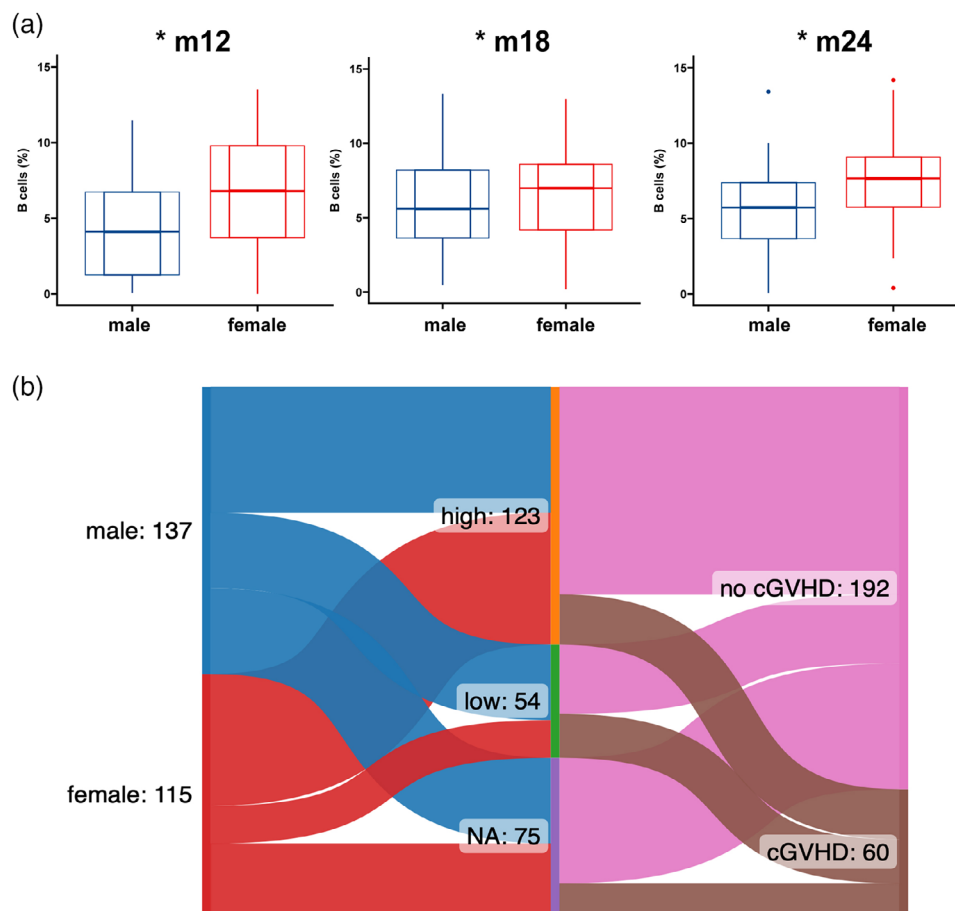 (a)
* m12
* m18
* m24
15
10
5
0
B cells (%)
male
female
15
10
5
0
B cells (%)
male
female
15
10
5
0
B cells (%)
male
female
(b)
male: 137
female: 115
high: 123
low: 54
NA: 75
no cGVHD: 192
cGVHD: 60